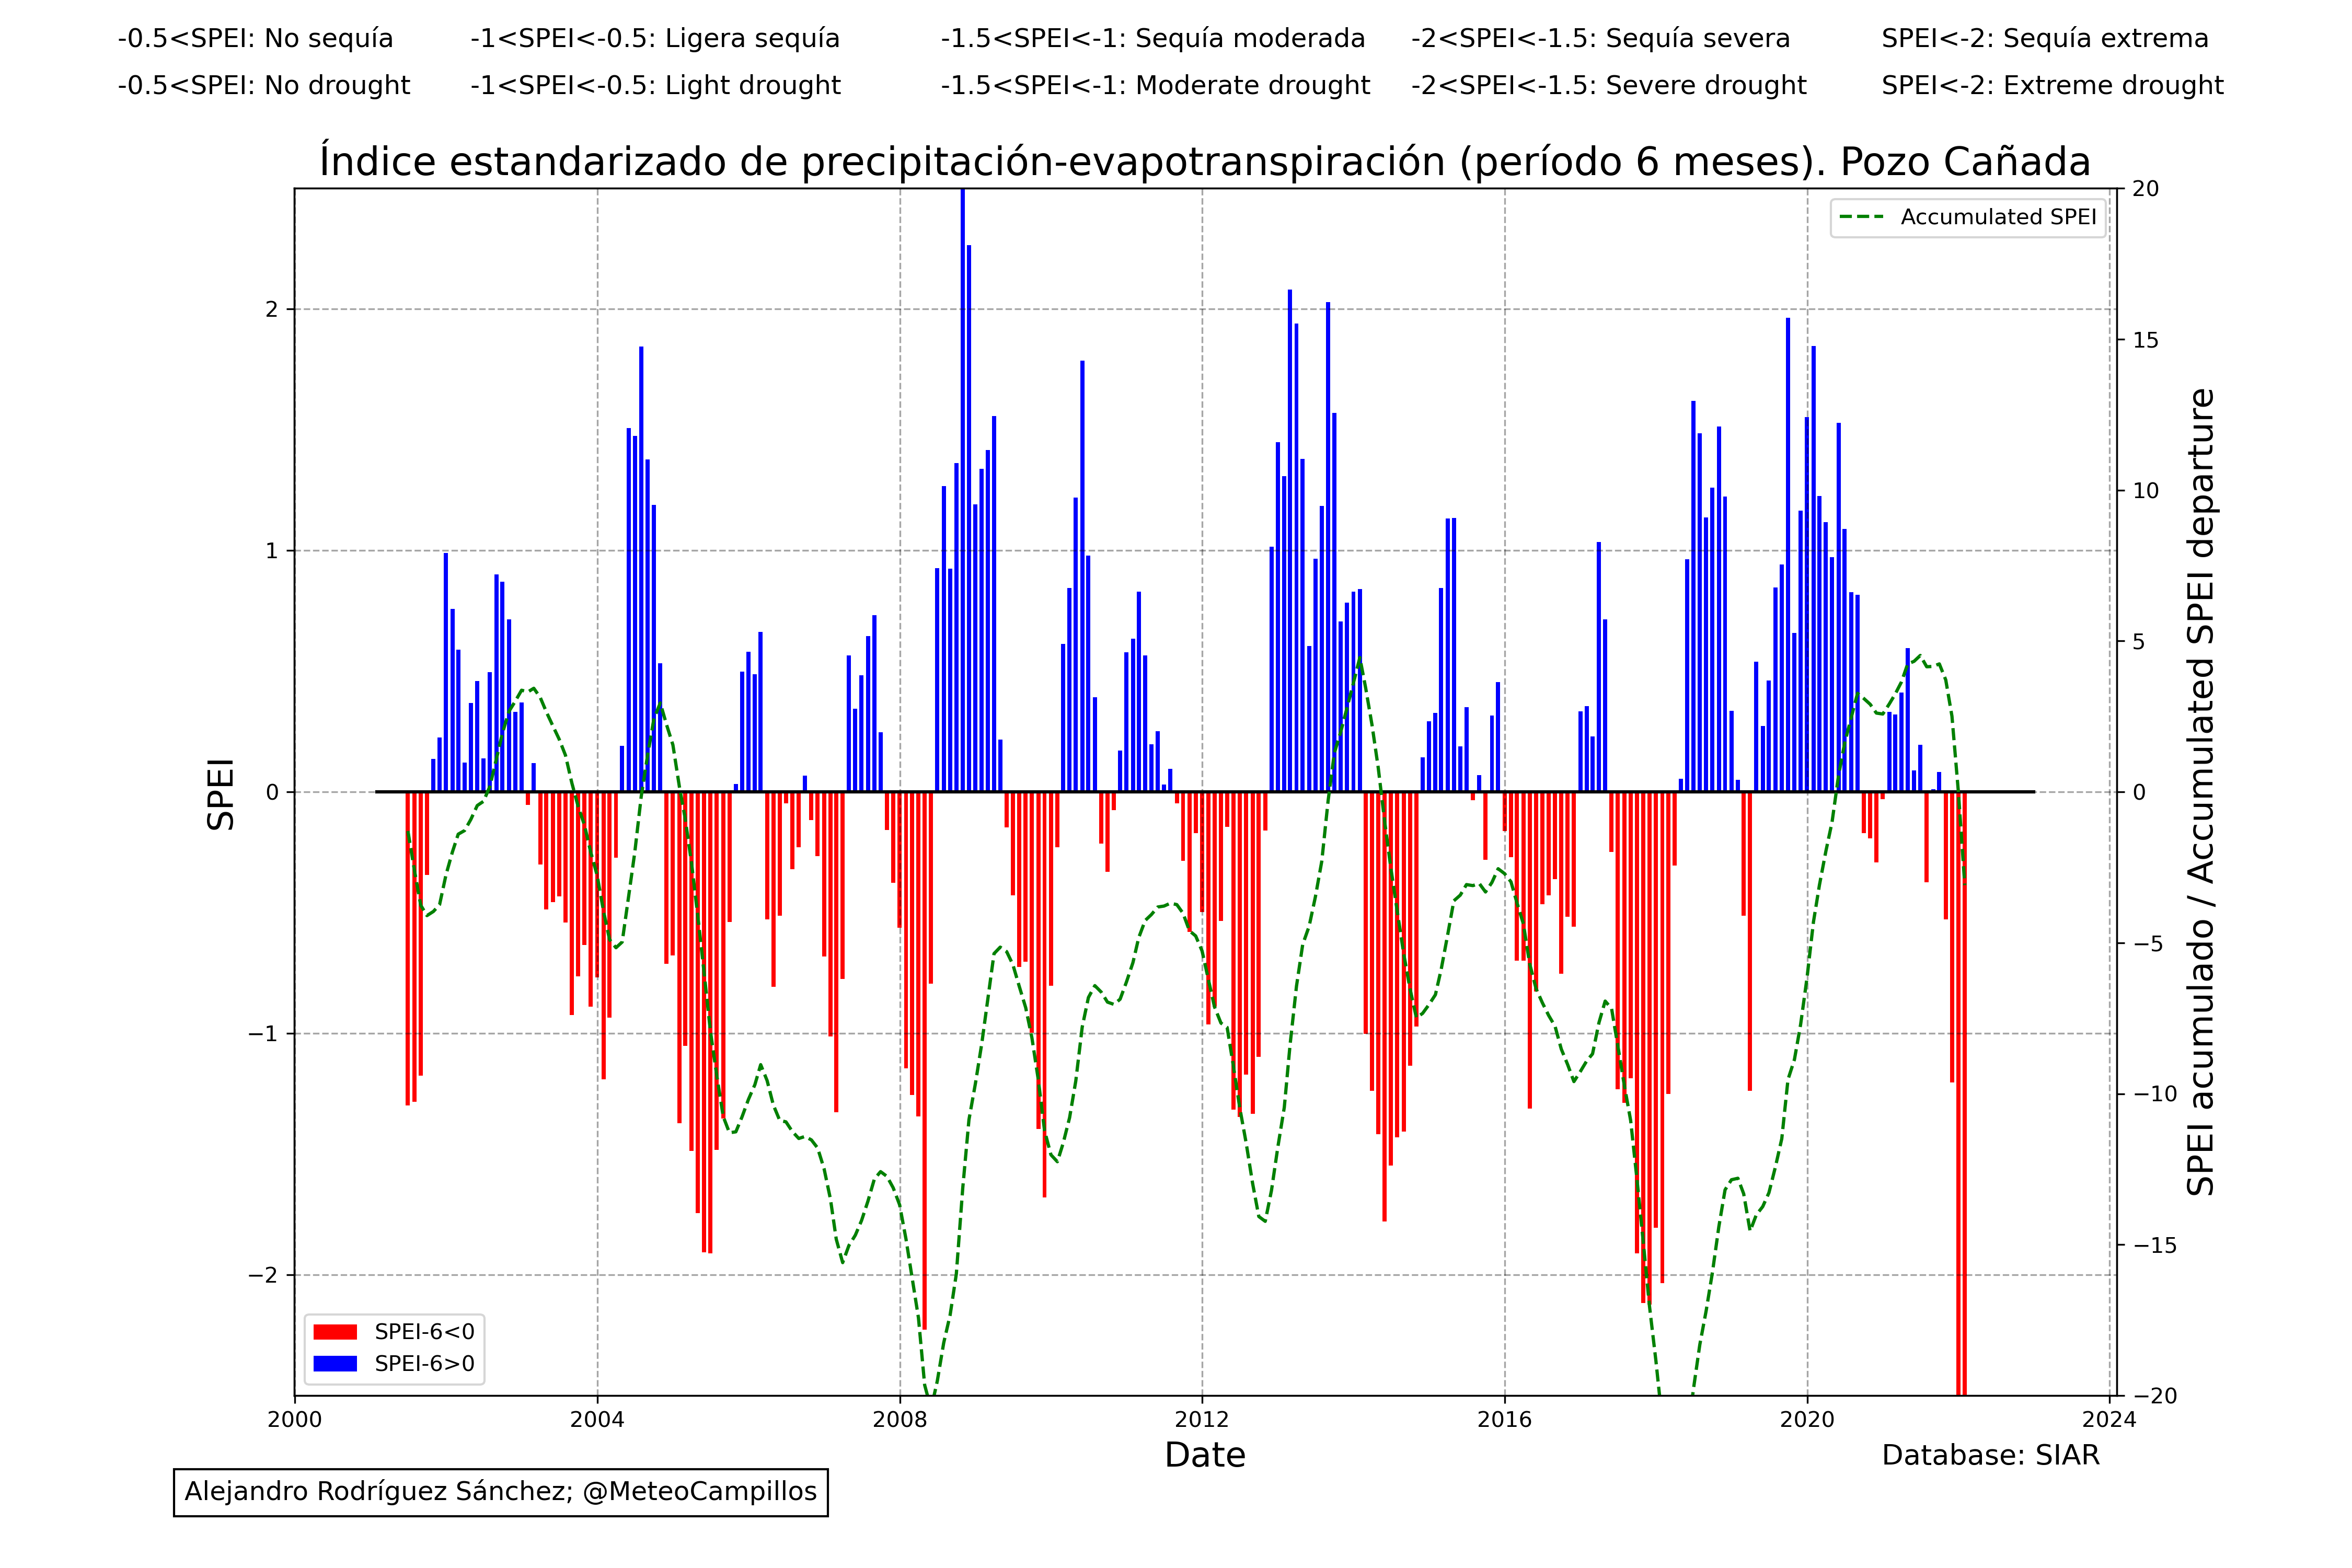 -0.5<SPEI: No sequía -1<SPEI<-0.5: Ligera sequía -1.5<SPEI<-1: Sequía moderada -2<SPEI<-1.5: Sequía severa SPEI<-2: Sequía extrema
-0.5<SPEI: No drought -1<SPEI<-0.5: Light drought -1.5<SPEI<-1: Moderate drought -2<SPEI<-1.5: Severe drought SPEI<-2: Extreme drought
Índice estandarizado de precipitación-evapotranspiración (período 6 meses). Pozo Cañada
Accumulated SPEI
2
1
0
−1
−2
SPEI
20
15
10
5
0
−5
−10
−15
−20
SPEI acumulado / Accumulated SPEI departure
SPEI-6<0
SPEI-6>0
2000 2004 2008 2012 2016 2020 2024
Date
Database: SIAR
Alejandro Rodríguez Sánchez; @MeteoCampillos